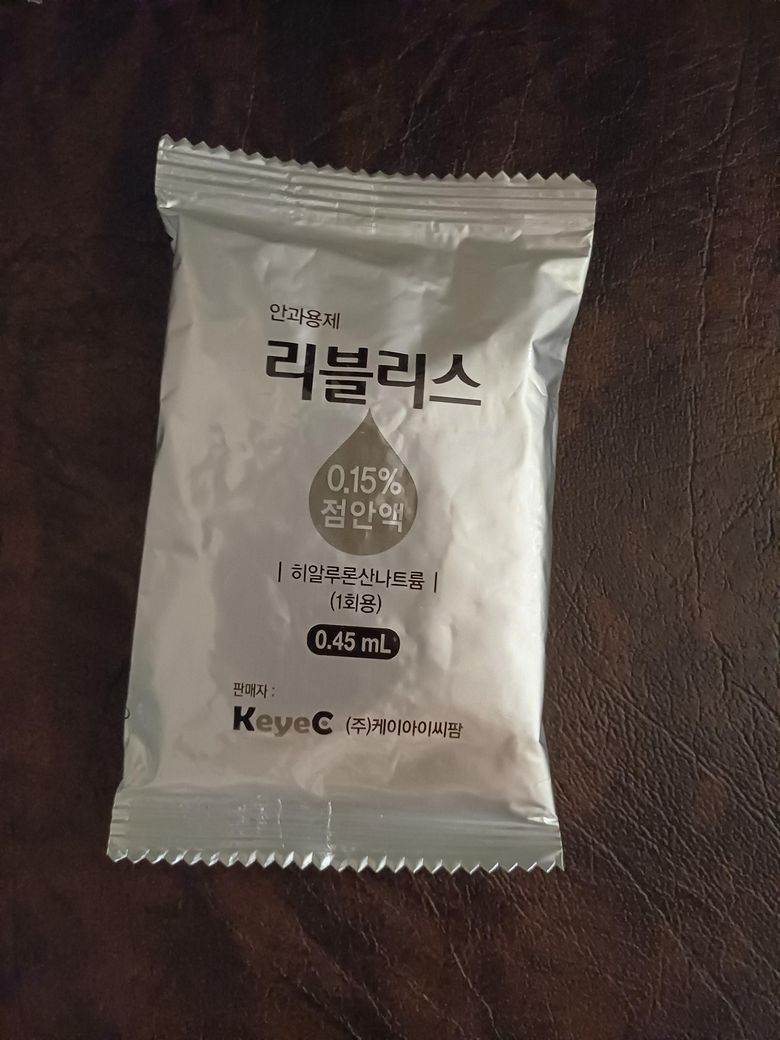 안과용제
리블리스
0.15%
점안액
| 히알루론산나트륨 |
(1회용)
0.45 mL
판매자 :
KeyeC (주)케이아이씨팜